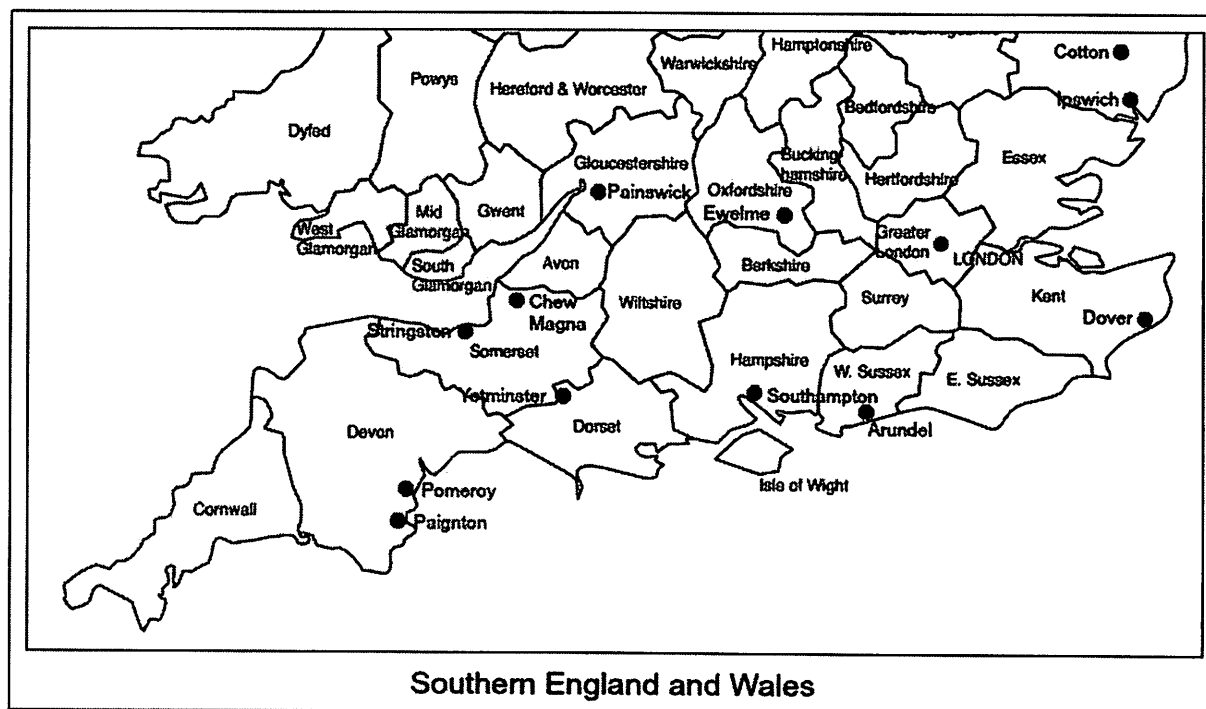 Hamptonshire
Cotton
Warwickshire
Powys
Hereford & Worcester
Ipswich
Bedfordshire
Dyfed
Essex
Gloucestershire
Bucking
hamshire
Hertfordshire
Painswick
Oxfordshire
Mid
Glamorgan
Gwent
Ewelme
West
Glamorgan
Greater
London
LONDON
South
Glamorgan
Avon
Berkshire
Chew
Magna
Wiltshire
Surrey
Kent
Dover
Stringston
Somerset
Hampshire
W. Sussex
E. Sussex
Yetminster
Southampton
Dorset
Arundel
Devon
Isle of Wight
Pomeroy
Cornwall
Paignton
Southern England and Wales